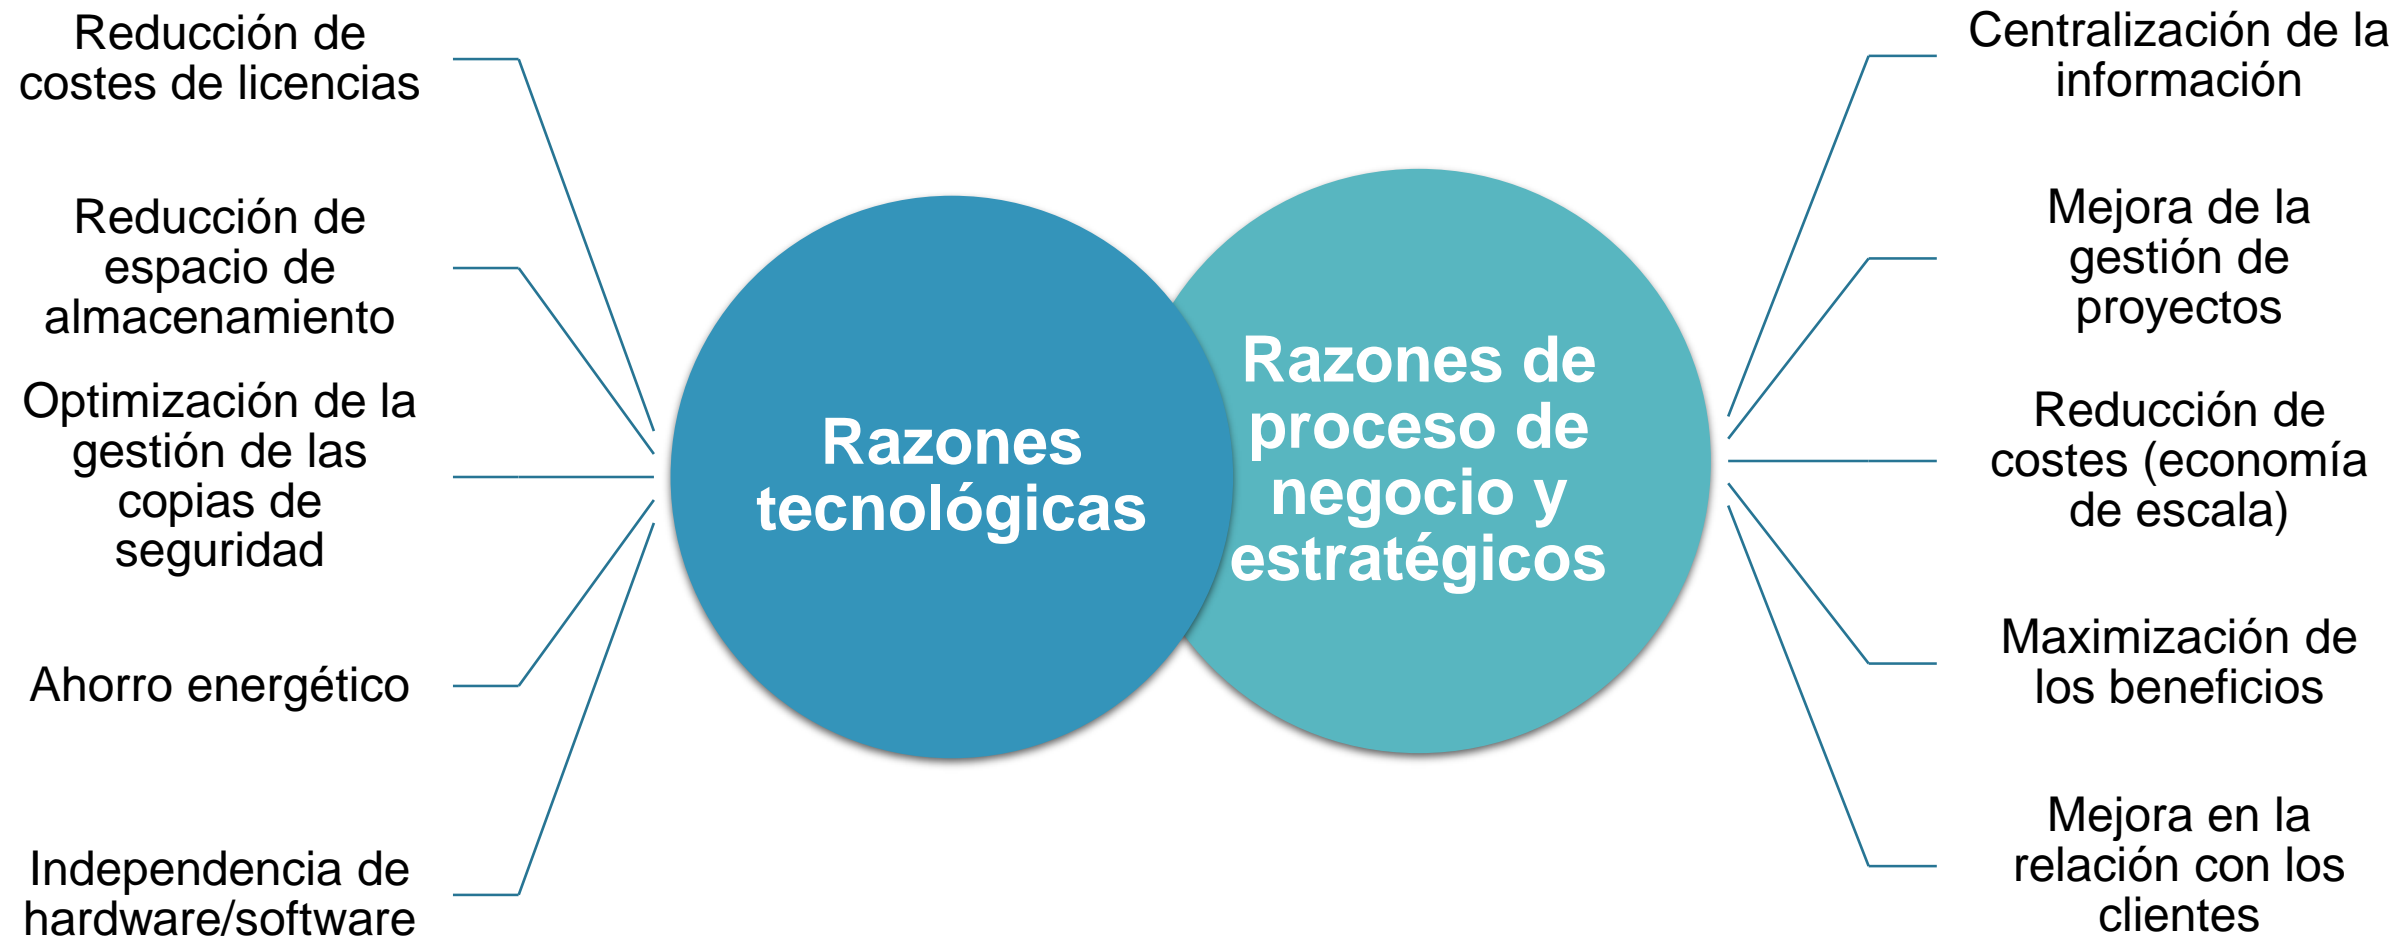 Reducción de
costes de licencias
Reducción de
espacio de
almacenamiento
Optimización de la
gestión de las
copias de
seguridad
Ahorro energético
Independencia de
hardware/software
Razones
tecnológicas
Razones de
proceso de
negocio y
estratégicos
Centralización de la
información
Mejora de la
gestión de
proyectos
Reducción de
costes (economía
de escala)
Maximización de
los beneficios
Mejora en la
relación con los
clientes